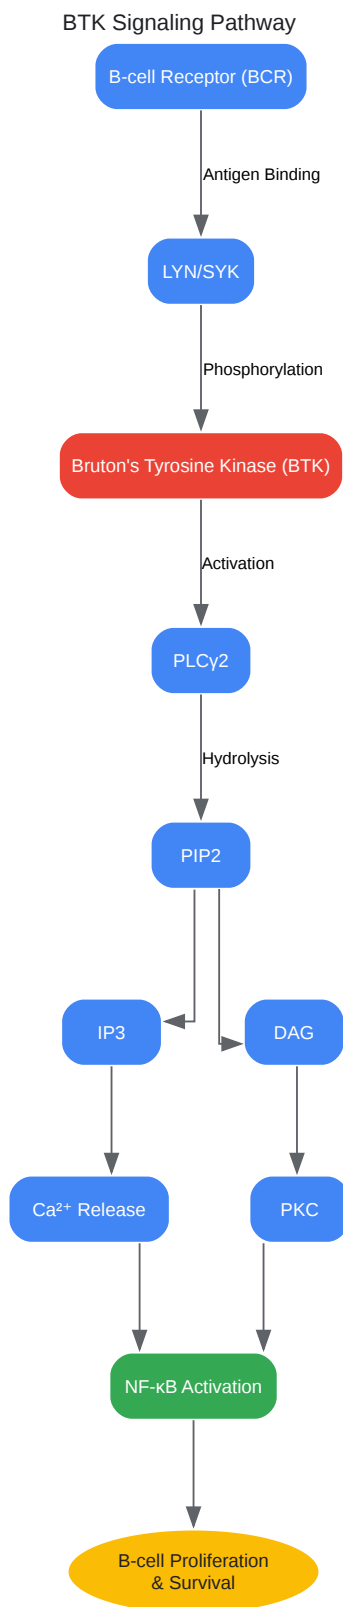 BTK Signaling Pathway
B-cell Receptor (BCR)
Antigen Binding
LYN/SYK
Phosphorylation
Bruton's Tyrosine Kinase (BTK)
Activation
PLCγ2
Hydrolysis
PIP2
IP3
DAG
Ca²⁺ Release
PKC
NF-κB Activation
B-cell Proliferation
& Survival